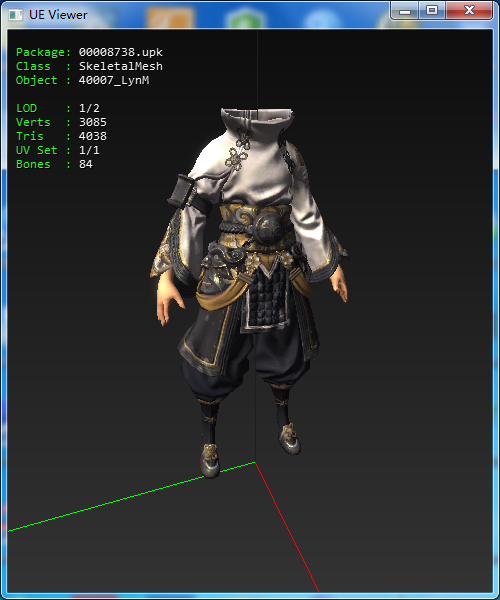 UE Viewer
Package: 00008738.upk
Class : SkeletalMesh
Object : 40007_LynM
LOD : 1/2
Verts : 3085
Tris : 4038
UV Set : 1/1
Bones : 84